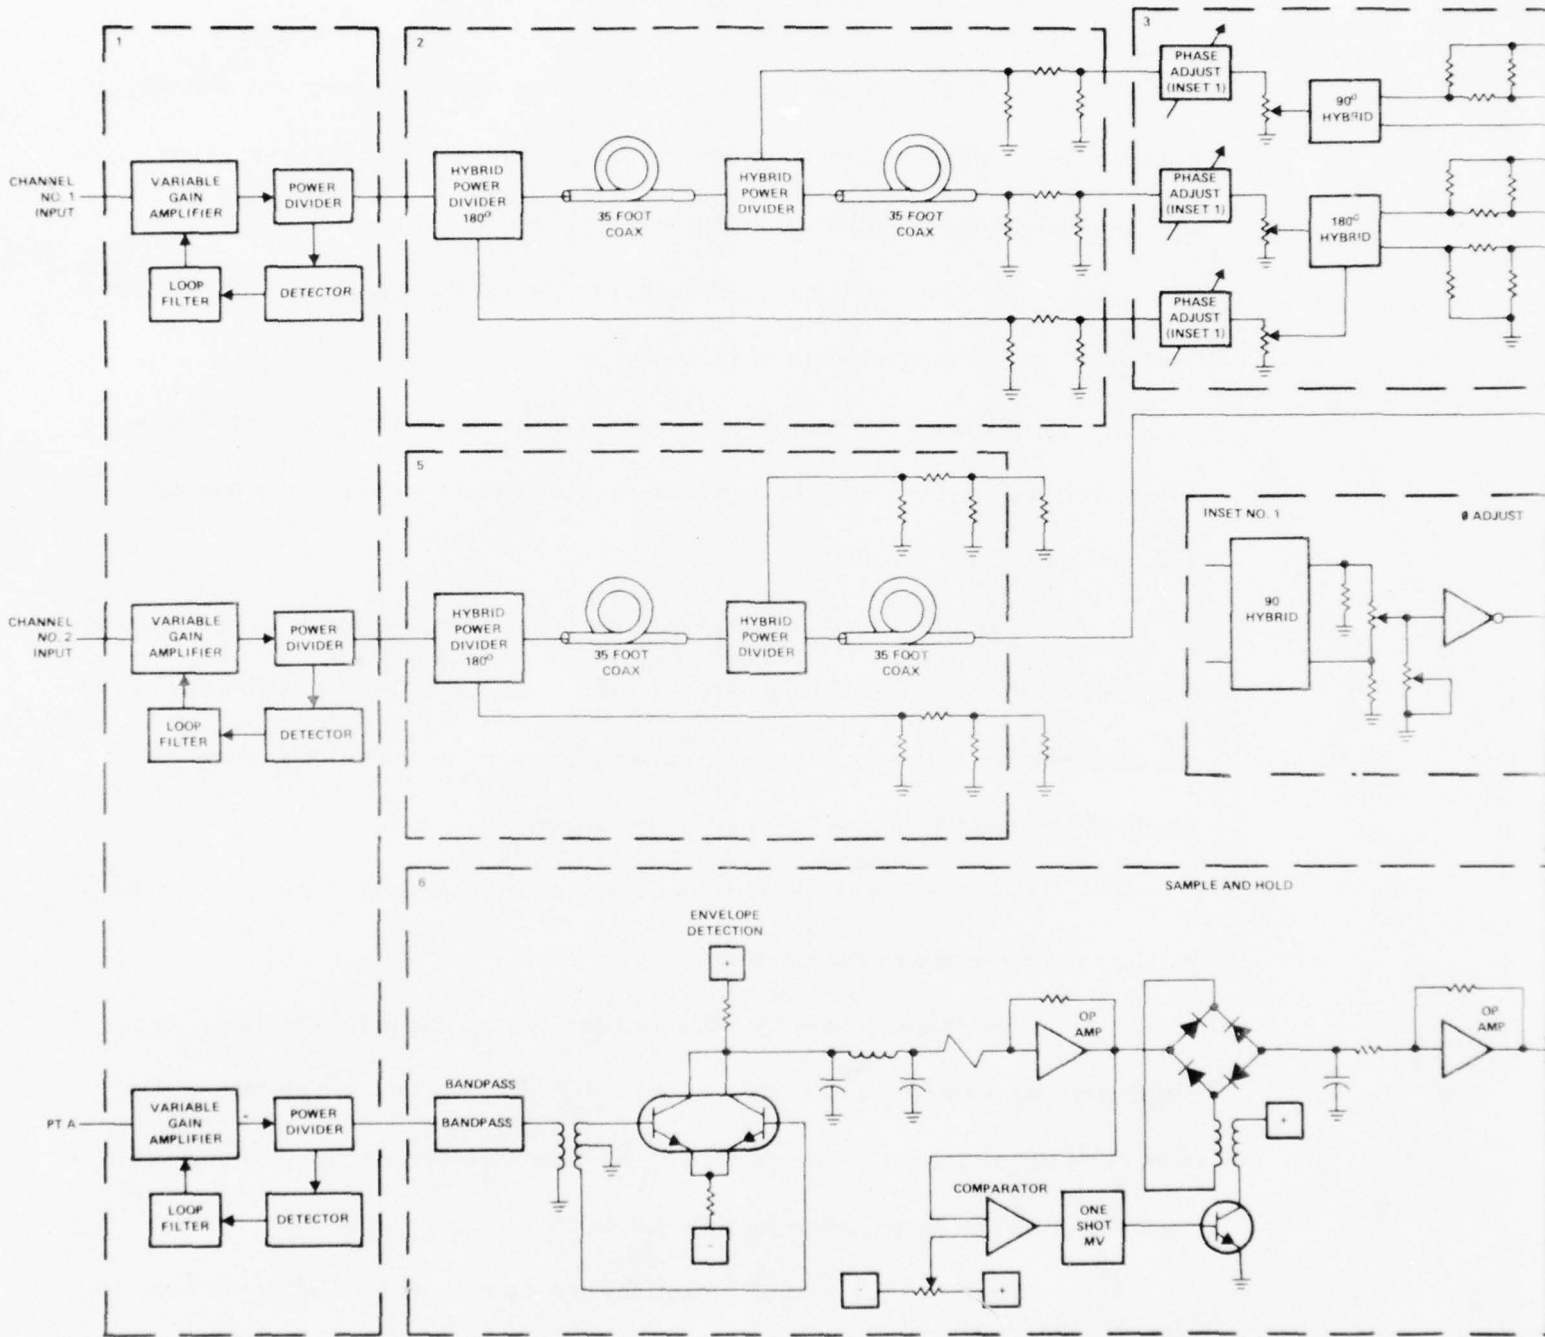 1
2
3
CHANNEL
NO. 1
INPUT
VARIABLE
GAIN
AMPLIFIER
POWER
DIVIDER
LOOP
FILTER
DETECTOR
HYBRID
POWER
DIVIDER
180°
35 FOOT
COAX
HYBRID
POWER
DIVIDER
35 FOOT
COAX
PHASE
ADJUST
(INSET 1)
90°
HYBRID
PHASE
ADJUST
(INSET 1)
180°
HYBRID
PHASE
ADJUST
(INSET 1)
5
CHANNEL
NO. 2
INPUT
VARIABLE
GAIN
AMPLIFIER
POWER
DIVIDER
LOOP
FILTER
DETECTOR
HYBRID
POWER
DIVIDER
180°
35 FOOT
COAX
HYBRID
POWER
DIVIDER
35 FOOT
COAX
INSET NO. 1
Ø ADJUST
90
HYBRID
6
SAMPLE AND HOLD
ENVELOPE
DETECTION
+
OP
AMP
OP
AMP
PT A
VARIABLE
GAIN
AMPLIFIER
POWER
DIVIDER
LOOP
FILTER
DETECTOR
BANDPASS
BANDPASS
-
+
COMPARATOR
ONE
SHOT
MV
-
+